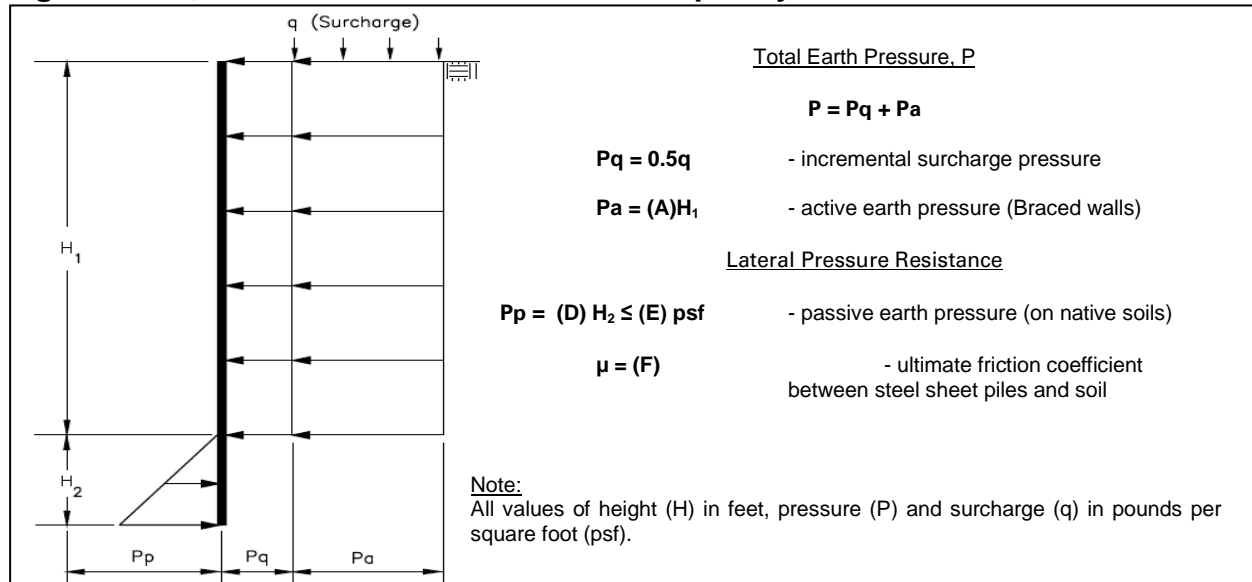 q (Surcharge)
H1
H2
Pp
Pq
Pa
Total Earth Pressure, P
P = Pq + Pa
Pq = 0.5q - incremental surcharge pressure
Pa = (A)H₁ - active earth pressure (Braced walls)
Lateral Pressure Resistance
Pp = (D) H₂ ≤ (E) psf - passive earth pressure (on native soils)
µ = (F) - ultimate friction coefficient
between steel sheet piles and soil
Note:
All values of height (H) in feet, pressure (P) and surcharge (q) in pounds per
square foot (psf).